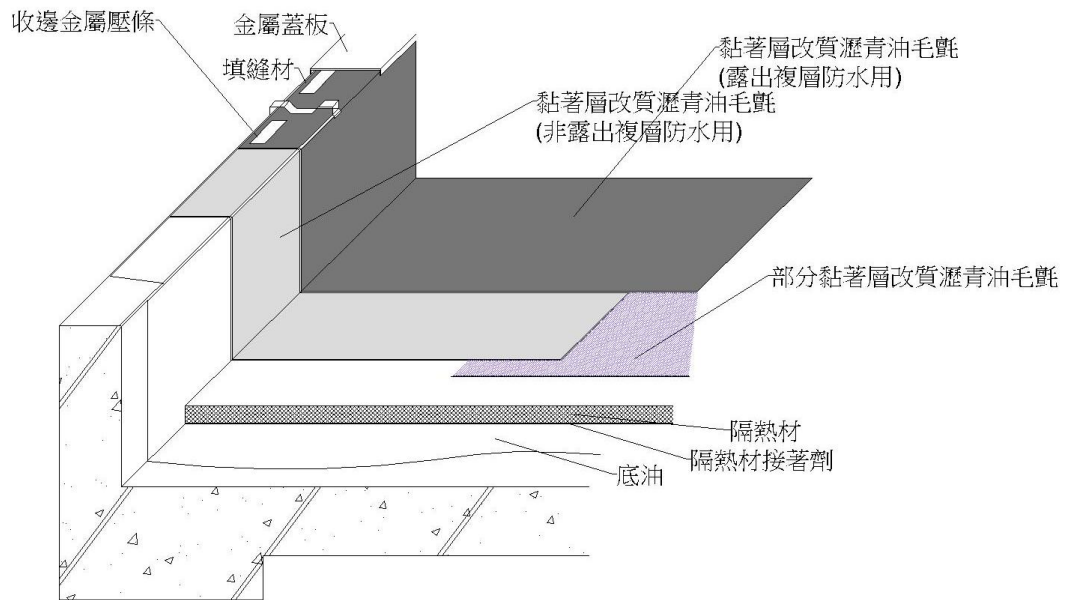 收邊金屬壓條
金屬蓋板
填縫材
黏著層改質瀝青油毛氈
(露出複層防水用)
黏著層改質瀝青油毛氈
(非露出複層防水用)
部分黏著層改質瀝青油毛氈
隔熱材
隔熱材接著劑
底油